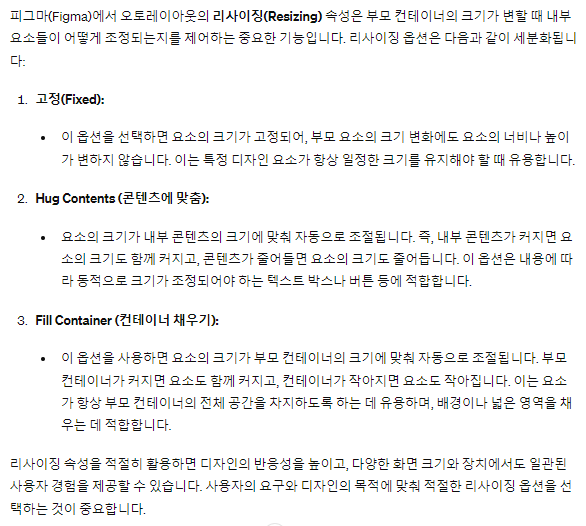 피그마(Figma)에서 오토레이아웃의 리사이징(Resizing) 속성은 부모 컨테이너의 크기가 변할 때 내부
요소들이 어떻게 조정되는지를 제어하는 중요한 기능입니다. 리사이징 옵션은 다음과 같이 세분화됩니
다:
1. 고정(Fixed):
• 이 옵션을 선택하면 요소의 크기가 고정되어, 부모 요소의 크기 변화에도 요소의 너비나 높이
가 변하지 않습니다. 이는 특정 디자인 요소가 항상 일정한 크기를 유지해야 할 때 유용합니다.
2. Hug Contents (콘텐츠에 맞춤):
• 요소의 크기가 내부 콘텐츠의 크기에 맞춰 자동으로 조절됩니다. 즉, 내부 콘텐츠가 커지면 요
소의 크기도 함께 커지고, 콘텐츠가 줄어들면 요소의 크기도 줄어듭니다. 이 옵션은 내용에 따
라 동적으로 크기가 조정되어야 하는 텍스트 박스나 버튼 등에 적합합니다.
3. Fill Container (컨테이너 채우기):
• 이 옵션을 사용하면 요소의 크기가 부모 컨테이너의 크기에 맞춰 자동으로 조절됩니다. 부모
컨테이너가 커지면 요소도 함께 커지고, 컨테이너가 작아지면 요소도 작아집니다. 이는 요소
가 항상 부모 컨테이너의 전체 공간을 차지하도록 하는 데 유용하며, 배경이나 넓은 영역을 채
우는 데 적합합니다.
리사이징 속성을 적절히 활용하면 디자인의 반응성을 높이고, 다양한 화면 크기와 장치에서도 일관된
사용자 경험을 제공할 수 있습니다. 사용자의 요구와 디자인의 목적에 맞춰 적절한 리사이징 옵션을 선
택하는 것이 중요합니다.